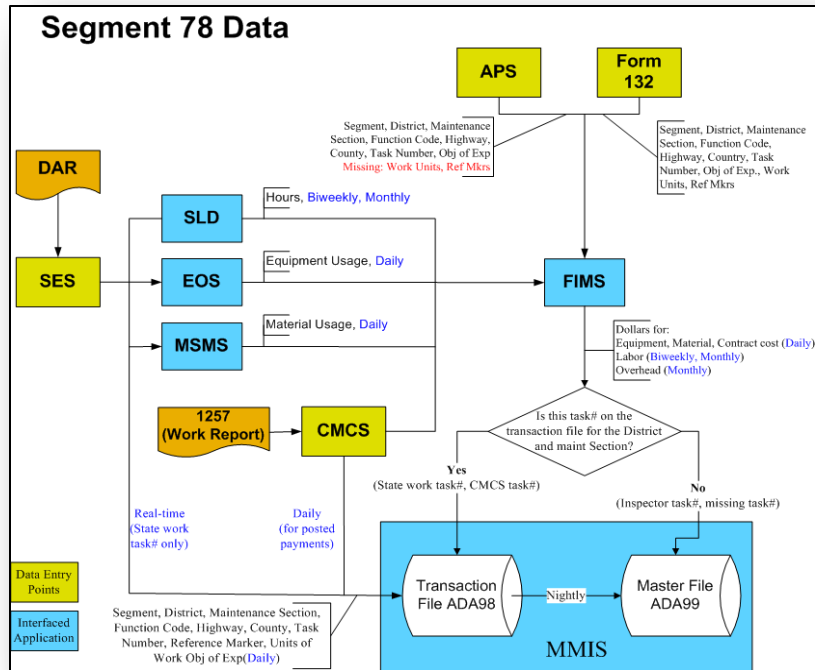 Segment 78 Data
APS
Form
132
Segment, District, Maintenance
Section, Function Code, Highway,
County, Task Number, Obj of Exp
Missing: Work Units, Ref Mkrs
Segment, District, Maintenance
Section, Function Code,
Highway, Country, Task
Number, Obj of Exp., Work
Units, Ref Mkrs
DAR
SES
SLD
Hours, Biweekly, Monthly
EOS
Equipment Usage, Daily
MSMS
Material Usage, Daily
FIMS
Dollars for:
Equipment, Material, Contract cost (Daily)
Labor (Biweekly, Monthly)
Overhead (Monthly)
1257
(Work Report)
CMCS
Is this task# on the
transaction file for the District
and maint Section?
Yes
(State work task#, CMCS task#)
No
(Inspector task#, missing task#)
Real-time
(State work
task# only)
Daily
(for posted
payments)
Data Entry
Points
Interfaced
Application
Segment, District, Maintenance Section,
Function Code, Highway, County, Task
Number, Reference Marker, Units of
Work Obj of Exp(Daily)
Transaction
File ADA98
Nightly
Master File
ADA99
MMIS